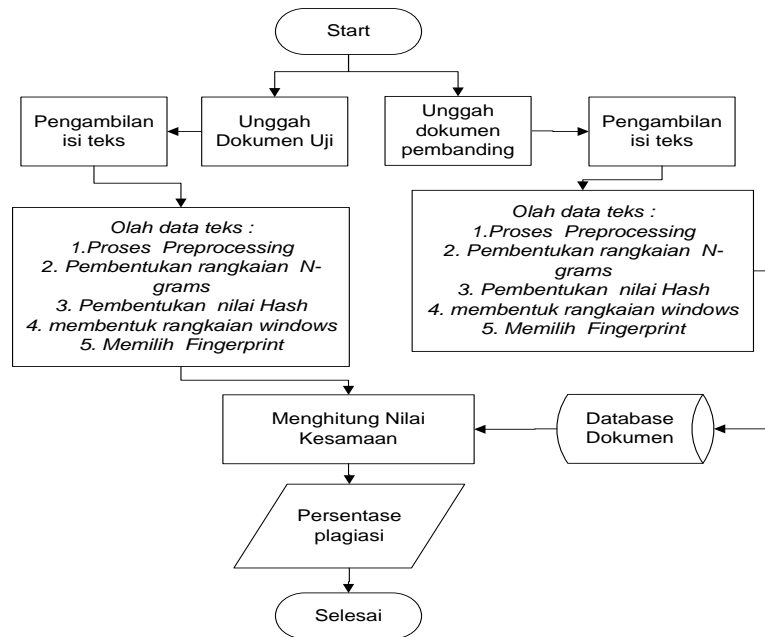 Start
Pengambilan
isi teks
Unggah
Dokumen Uji
Unggah
dokumen
pembanding
Pengambilan
isi teks
Olah data teks :
1.Proses Preprocessing
2. Pembentukan rangkaian N-
grams
3. Pembentukan nilai Hash
4. membentuk rangkaian windows
5. Memilih Fingerprint
Olah data teks :
1.Proses Preprocessing
2. Pembentukan rangkaian N-
grams
3. Pembentukan nilai Hash
4. membentuk rangkaian windows
5. Memilih Fingerprint
Menghitung Nilai
Kesamaan
Database
Dokumen
Persentase
plagiasi
Selesai